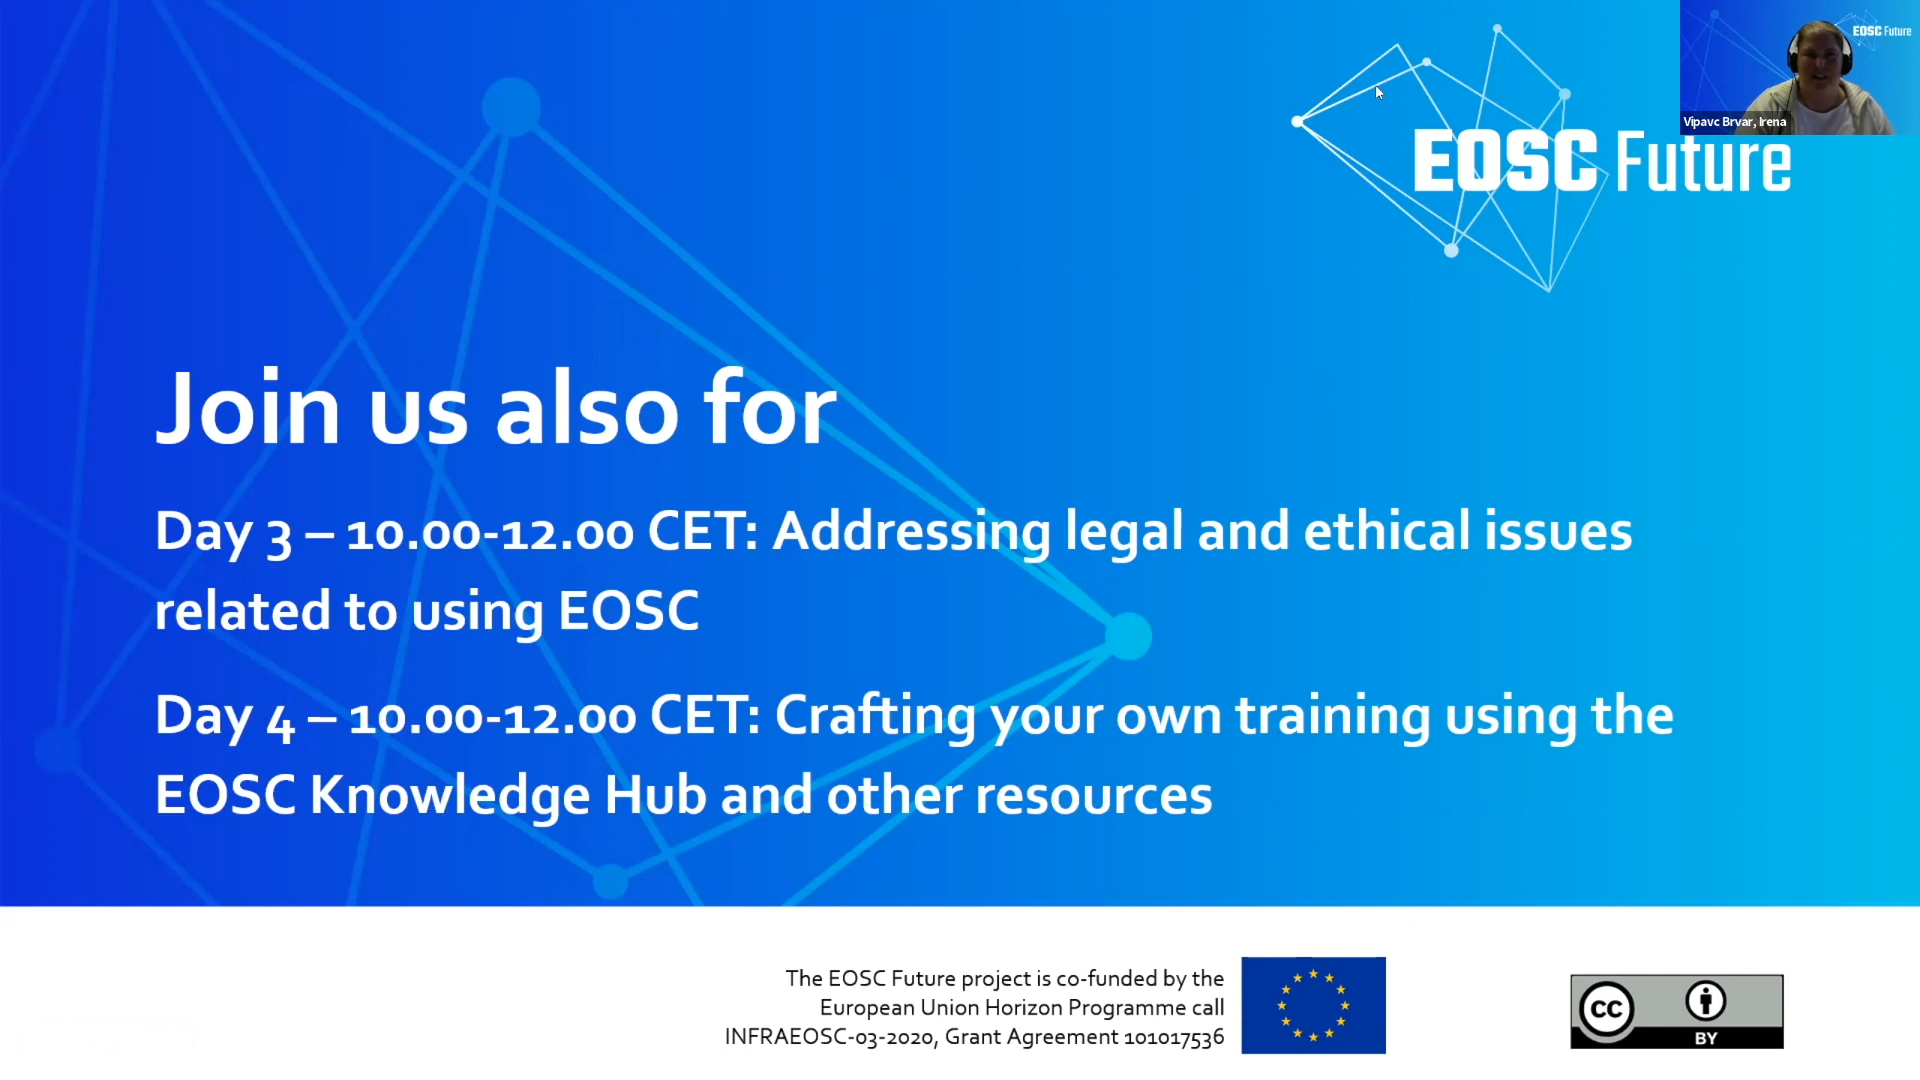 EOSC Future
Vipavc Brvar, Irena
EOSC Future
Join us also for
Day 3 – 10.00-12.00 CET: Addressing legal and ethical issues
related to using EOSC
Day 4 – 10.00-12.00 CET: Crafting your own training using the
EOSC Knowledge Hub and other resources
The EOSC Future project is co-funded by the
European Union Horizon Programme call
INFRAEOSC-03-2020, Grant Agreement 101017536
CC
BY